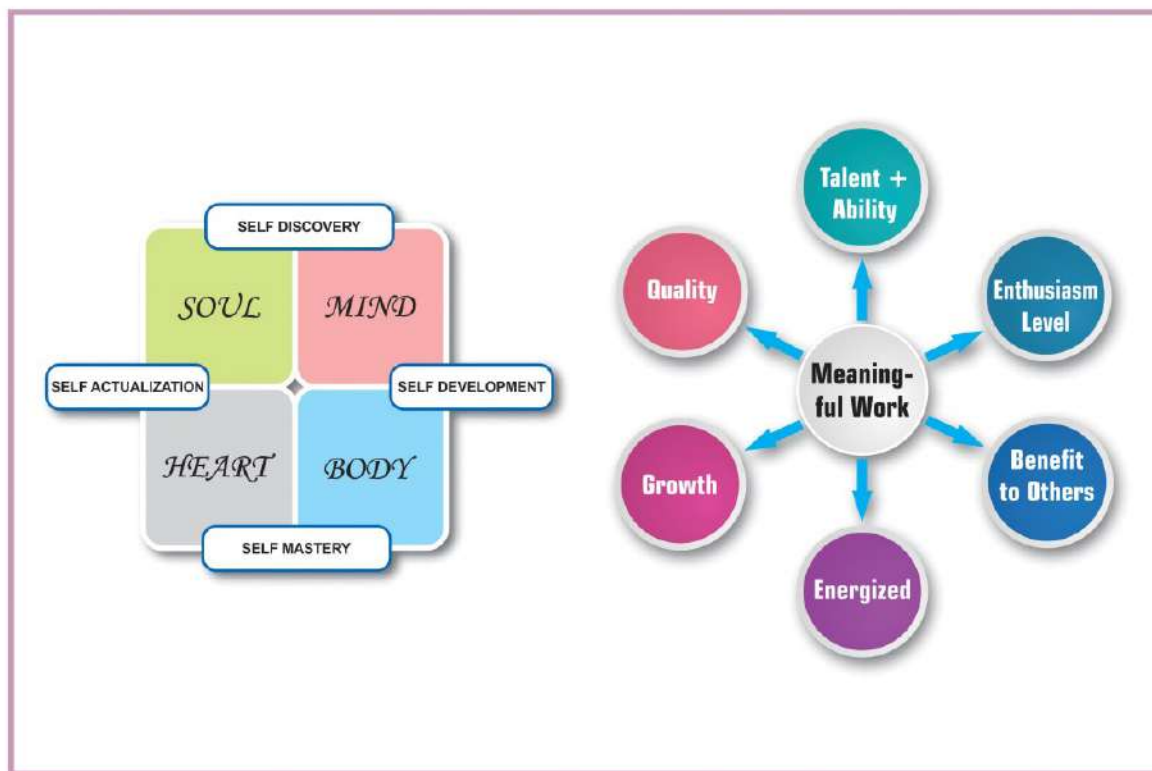 SELF DISCOVERY
SOUL
MIND
SELF ACTUALIZATION
SELF DEVELOPMENT
HEART
BODY
SELF MASTERY
Talent +
Ability
Quality
Enthusiasm
Level
Meaning-
ful Work
Growth
Benefit
to Others
Energized